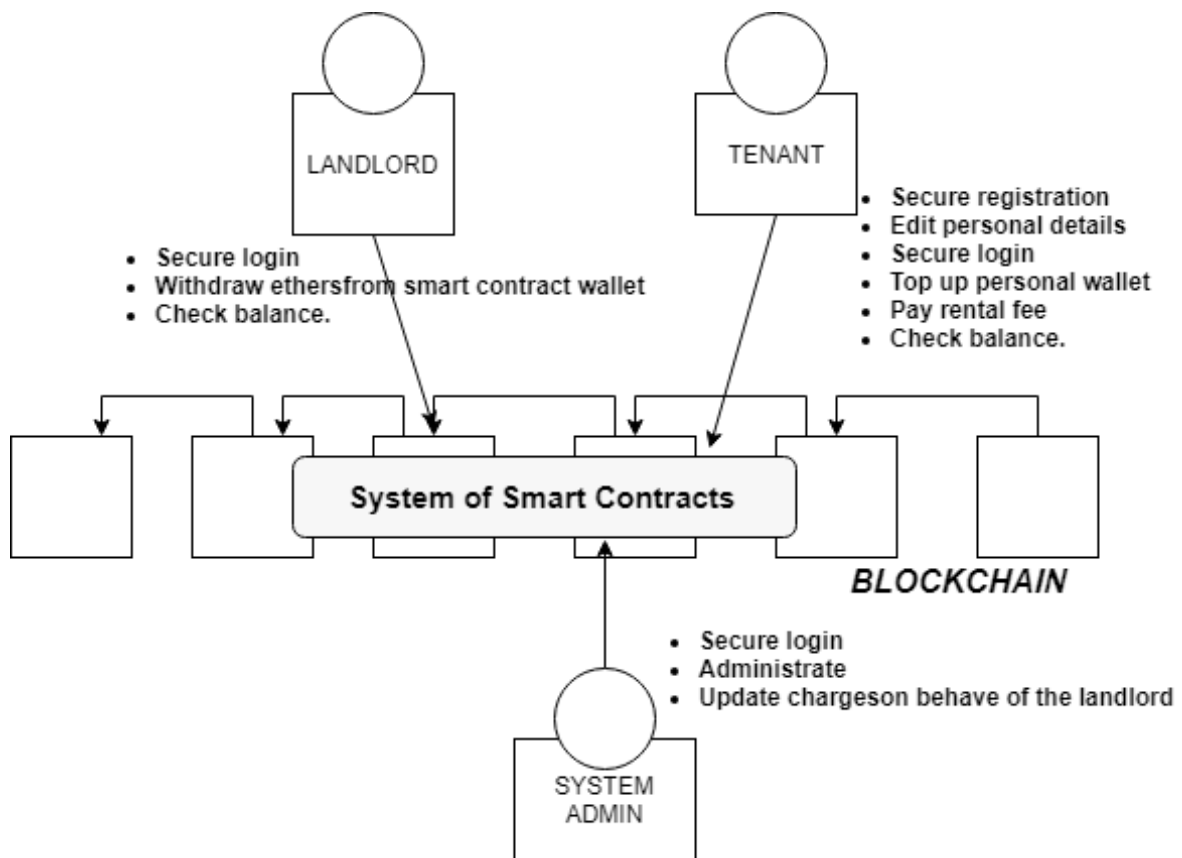 LANDLORD
TENANT
• Secure registration
• Edit personal details
• Secure login
• Top up personal wallet
• Pay rental fee
• Check balance.
• Secure login
• Withdraw ethersfrom smart contract wallet
• Check balance.
System of Smart Contracts
BLOCKCHAIN
• Secure login
• Administrate
• Update chargeson behave of the landlord
SYSTEM
ADMIN